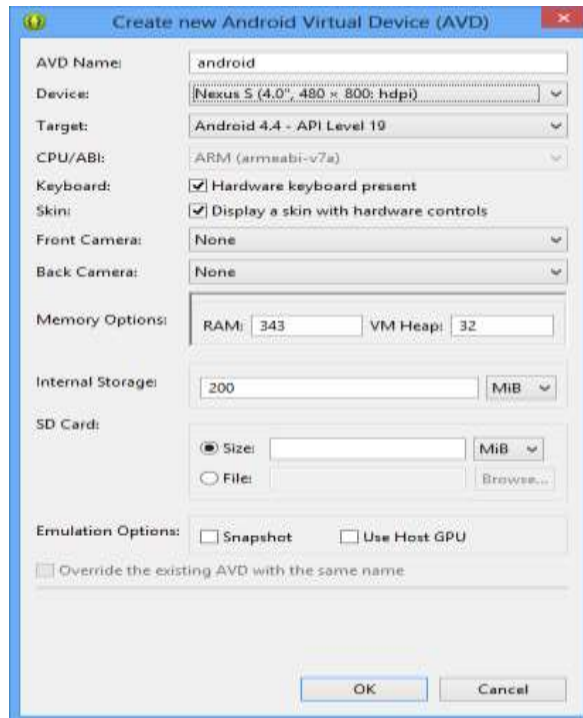 Create new Android Virtual Device (AVD)
AVD Name: android
Device: Nexus S (4.0", 480 × 800: hdpi)
Target: Android 4.4 - API Level 19
CPU/ABI: ARM (armeabi-v7a)
Keyboard: Hardware keyboard present
Skin: Display a skin with hardware controls
Front Camera: None
Back Camera: None
Memory Options: RAM: 343 VM Heap: 32
Internal Storage: 200 MiB
SD Card:
Size: MiB
File: Browse...
Emulation Options: Snapshot Use Host GPU
Override the existing AVD with the same name
OK Cancel